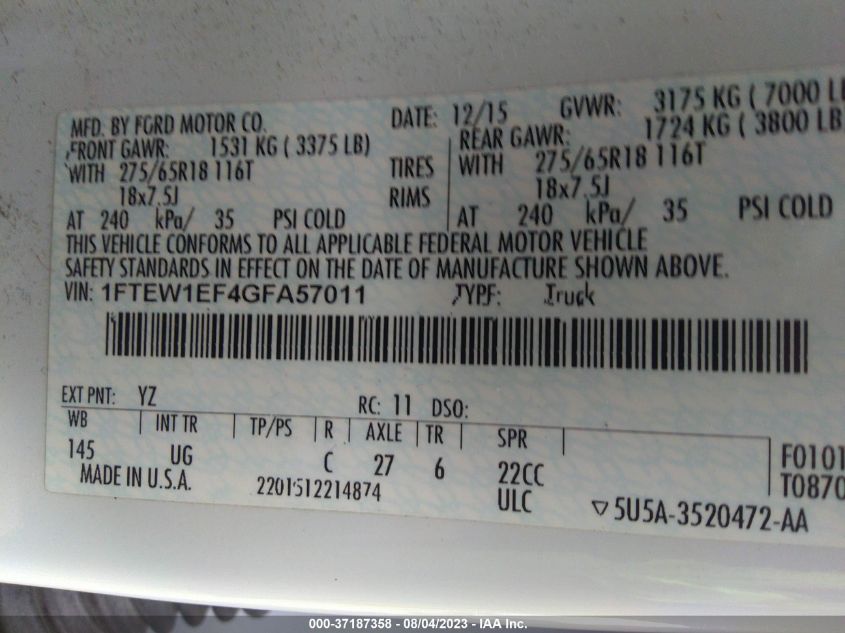 MFD. BY FORD MOTOR CO. DATE: 12/15 GVWR: 3175 KG ( 7000 LB
FRONT GAWR: 1531 KG ( 3375 LB) REAR GAWR: 1724 KG ( 3800 LB
WITH 275/65R18 116T TIRES WITH 275/65R18 116T
18x7.5J RIMS 18x7.5J
AT 240 kPa/ 35 PSI COLD AT 240 kPa/ 35 PSI COLD
THIS VEHICLE CONFORMS TO ALL APPLICABLE FEDERAL MOTOR VEHICLE
SAFETY STANDARDS IN EFFECT ON THE DATE OF MANUFACTURE SHOWN ABOVE.
VIN: 1FTEW1EF4GFA57011 TYPE: Truck
EXT PNT: YZ RC: 11 DSO:
WB INT TR TP/PS R AXLE TR SPR
145 UG C 27 6 22CC F0101
MADE IN U.S.A. 2201512214874 ULC T0870
▽5U5A-3520472-AA
000-37187358 - 08/04/2023 - IAA Inc.